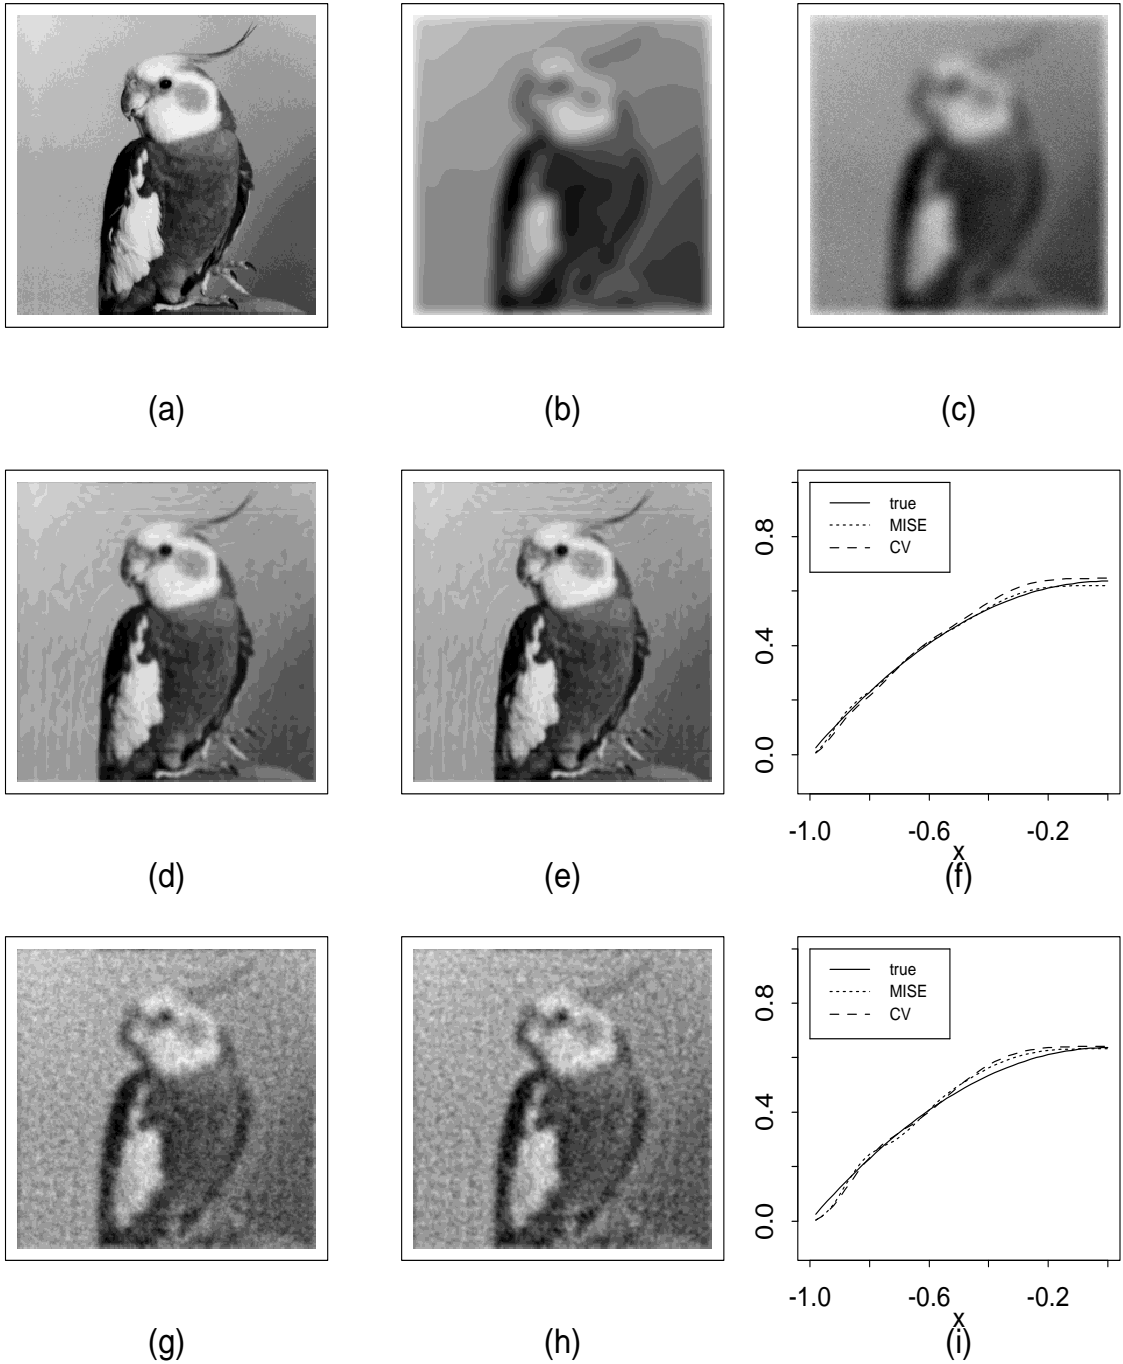 (a)
(b)
(c)
true
MISE
CV
0.8
0.4
0.0
-1.0
-0.6
-0.2
x
(d)
(e)
(f)
true
MISE
CV
0.8
0.4
0.0
-1.0
-0.6
-0.2
x
(g)
(h)
(i)